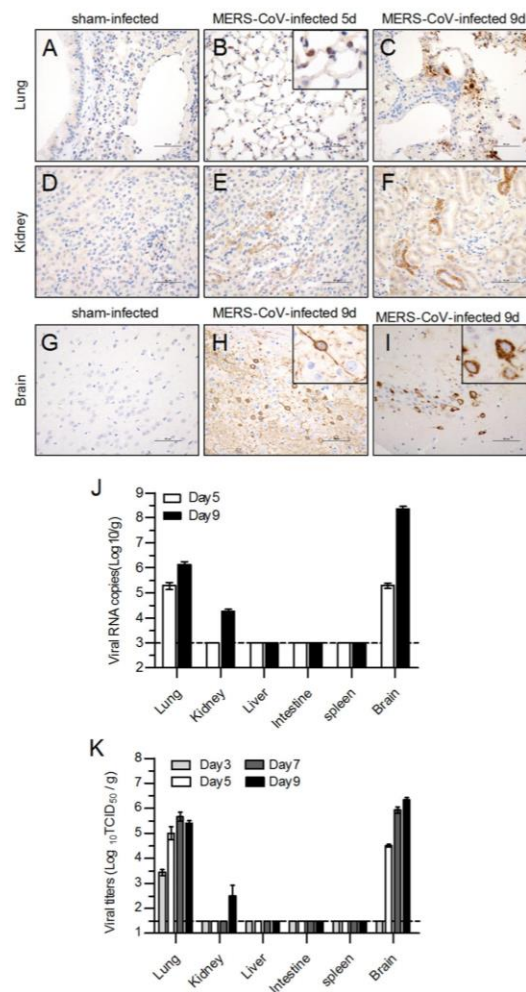 sham-infected MERS-CoV-infected 5d MERS-CoV-infected 9d
A B C
Lung
D E F
Kidney
sham-infected MERS-CoV-infected 9d MERS-CoV-infected 9d
G H I
Brain
J
Day5
Day9
Viral RNA copies(Log10/g)
9
8
7
6
5
4
3
2
Lung Kidney Liver Intestine spleen Brain
K
Day3 Day7
Day5 Day9
Viral titers (Log 10TCID50 / g)
8
7
6
5
4
3
2
1
Lung Kidney Liver Intestine spleen Brain